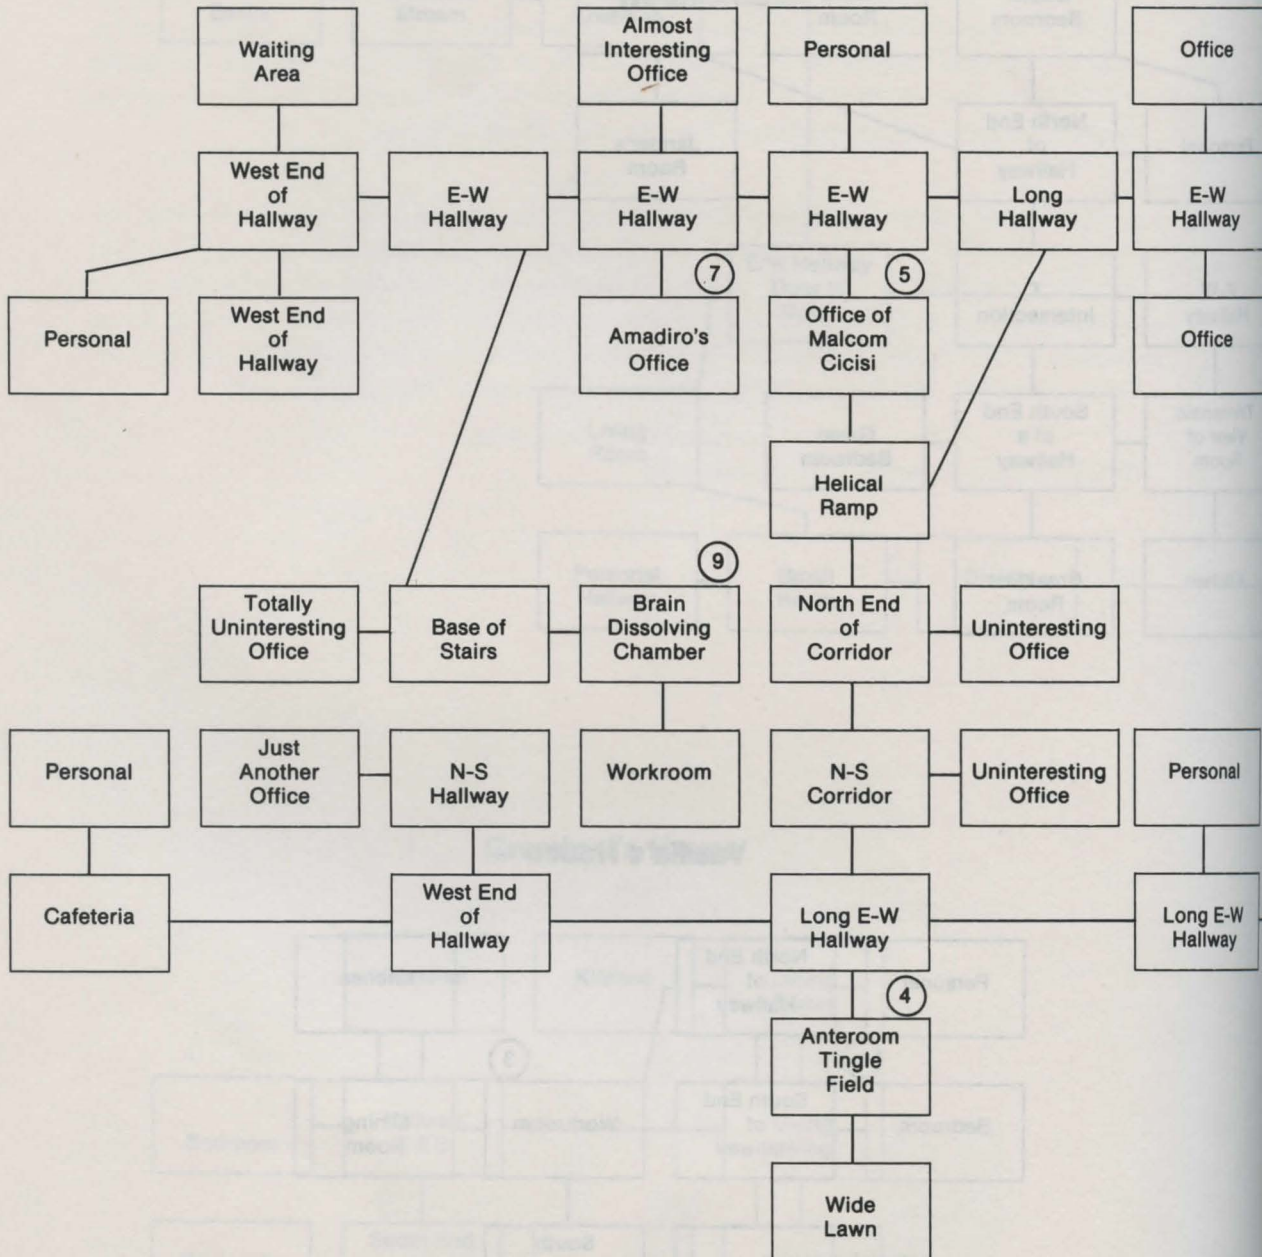 Waiting
Area
Almost
Interesting
Office
Personal
Office
West End
of
Hallway
E-W
Hallway
E-W
Hallway
E-W
Hallway
Long
Hallway
E-W
Hallway
7
5
Personal
West End
of
Hallway
Amadiro's
Office
Office of
Malcom
Cicisi
Office
Helical
Ramp
9
Totally
Uninteresting
Office
Base of
Stairs
Brain
Dissolving
Chamber
North End
of
Corridor
Uninteresting
Office
Personal
Just
Another
Office
N-S
Hallway
Workroom
N-S
Corridor
Uninteresting
Office
Personal
Cafeteria
West End
of
Hallway
Long E-W
Hallway
Long E-W
Hallway
4
Anteroom
Tingle
Field
Wide
Lawn